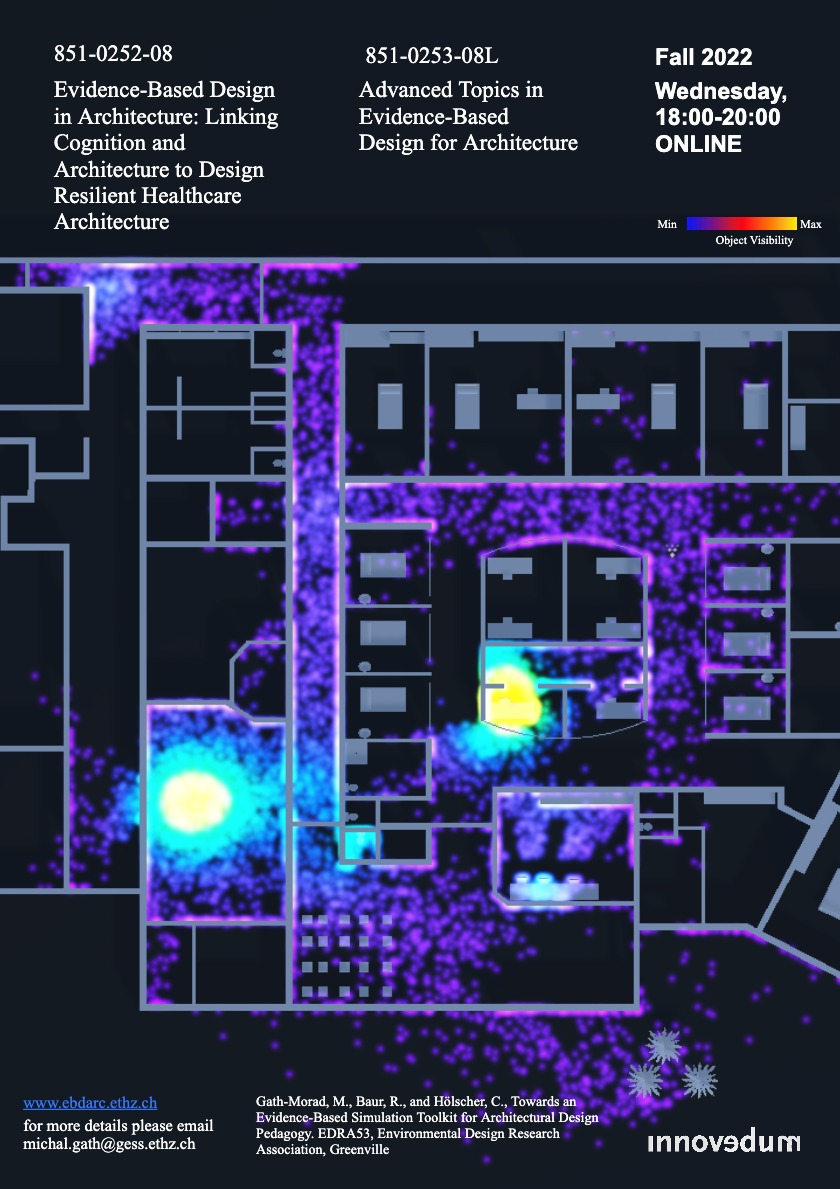 851-0252-08
Evidence-Based Design
in Architecture: Linking
Cognition and
Architecture to Design
Resilient Healthcare
Architecture
851-0253-08L
Advanced Topics in
Evidence-Based
Design for Architecture
Fall 2022
Wednesday,
18:00-20:00
ONLINE
Min
Max
Object Visibility
www.ebdarc.ethz.ch
for more details please email
michal.gath@gess.ethz.ch
Gath-Morad, M., Baur, R., and Hölscher, C., Towards an
Evidence-Based Simulation Toolkit for Architectural Design
Pedagogy. EDRA53, Environmental Design Research
Association, Greenville
innovedum